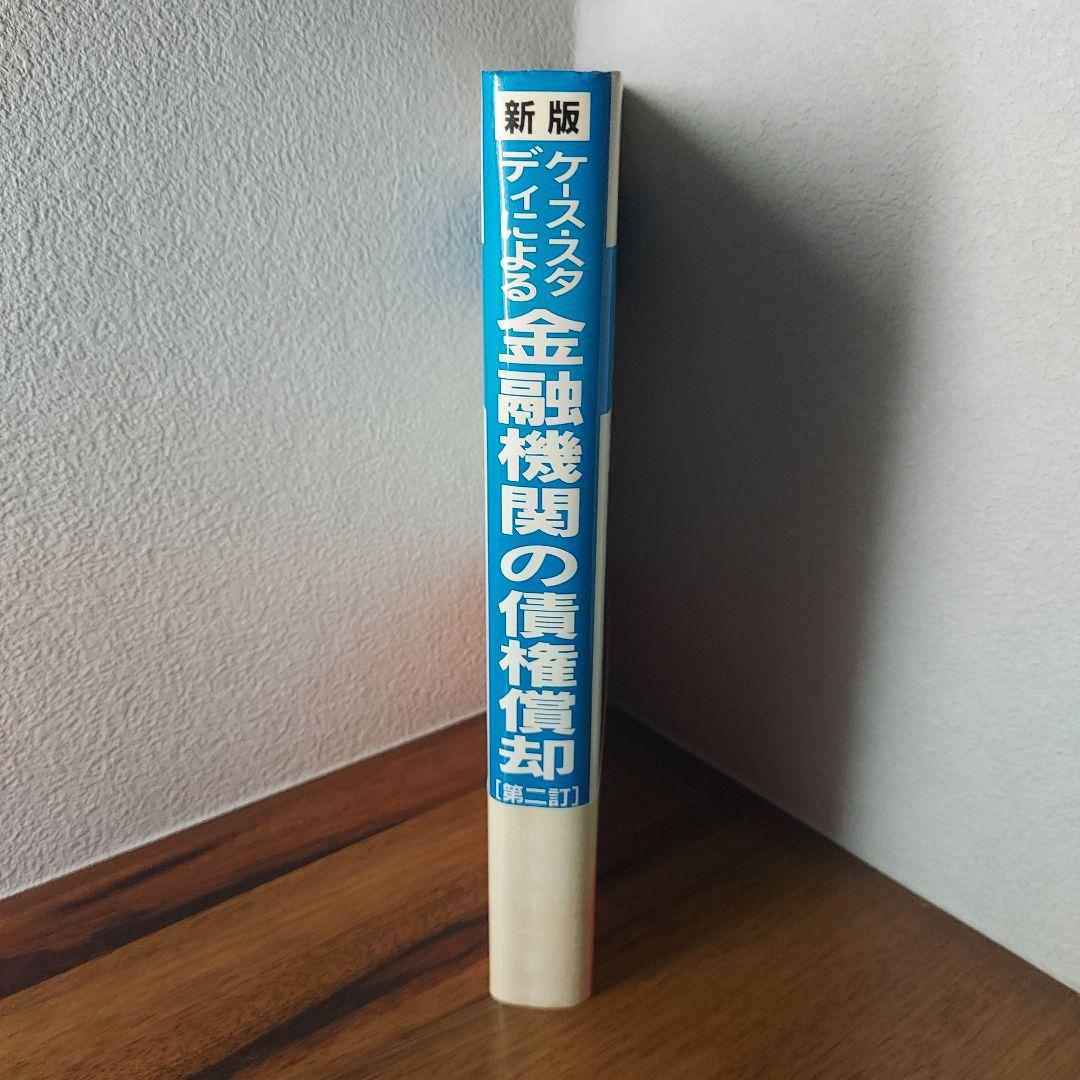 新版
ケース・スタ
ディによる
金融機関の債権償却
[第二訂]